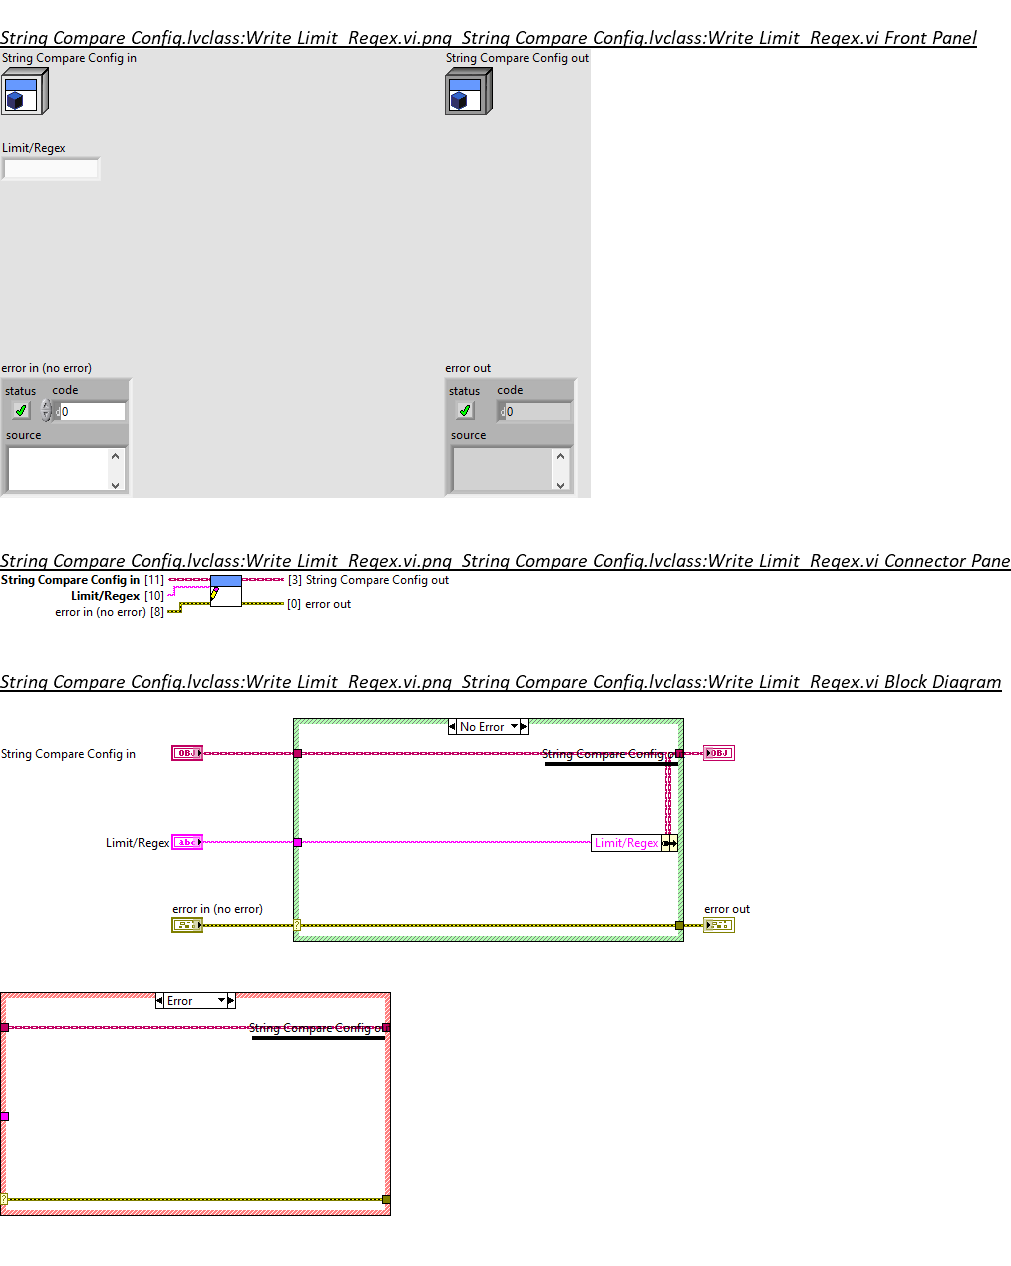 String Compare Config.lvclass:Write Limit_Regex.vi.png_String Compare Config.lvclass:Write Limit_Regex.vi Front Panel
String Compare Config in
String Compare Config out
Limit/Regex
error in (no error)
error out
status code
status code
d 0
d 0
source
source
String Compare Config.lvclass:Write Limit_Regex.vi.png_String Compare Config.lvclass:Write Limit_Regex.vi Connector Pane
String Compare Config in [11]
[3] String Compare Config out
Limit/Regex [10]
[0] error out
error in (no error) [8]
String Compare Config.lvclass:Write Limit_Regex.vi.png_String Compare Config.lvclass:Write Limit_Regex.vi Block Diagram
No Error
String Compare Config in
OBJ
String Compare Config o
OBJ
Limit/Regex
abc
Limit/Regex
error in (no error)
error out
?
Error
String Compare Config o
?